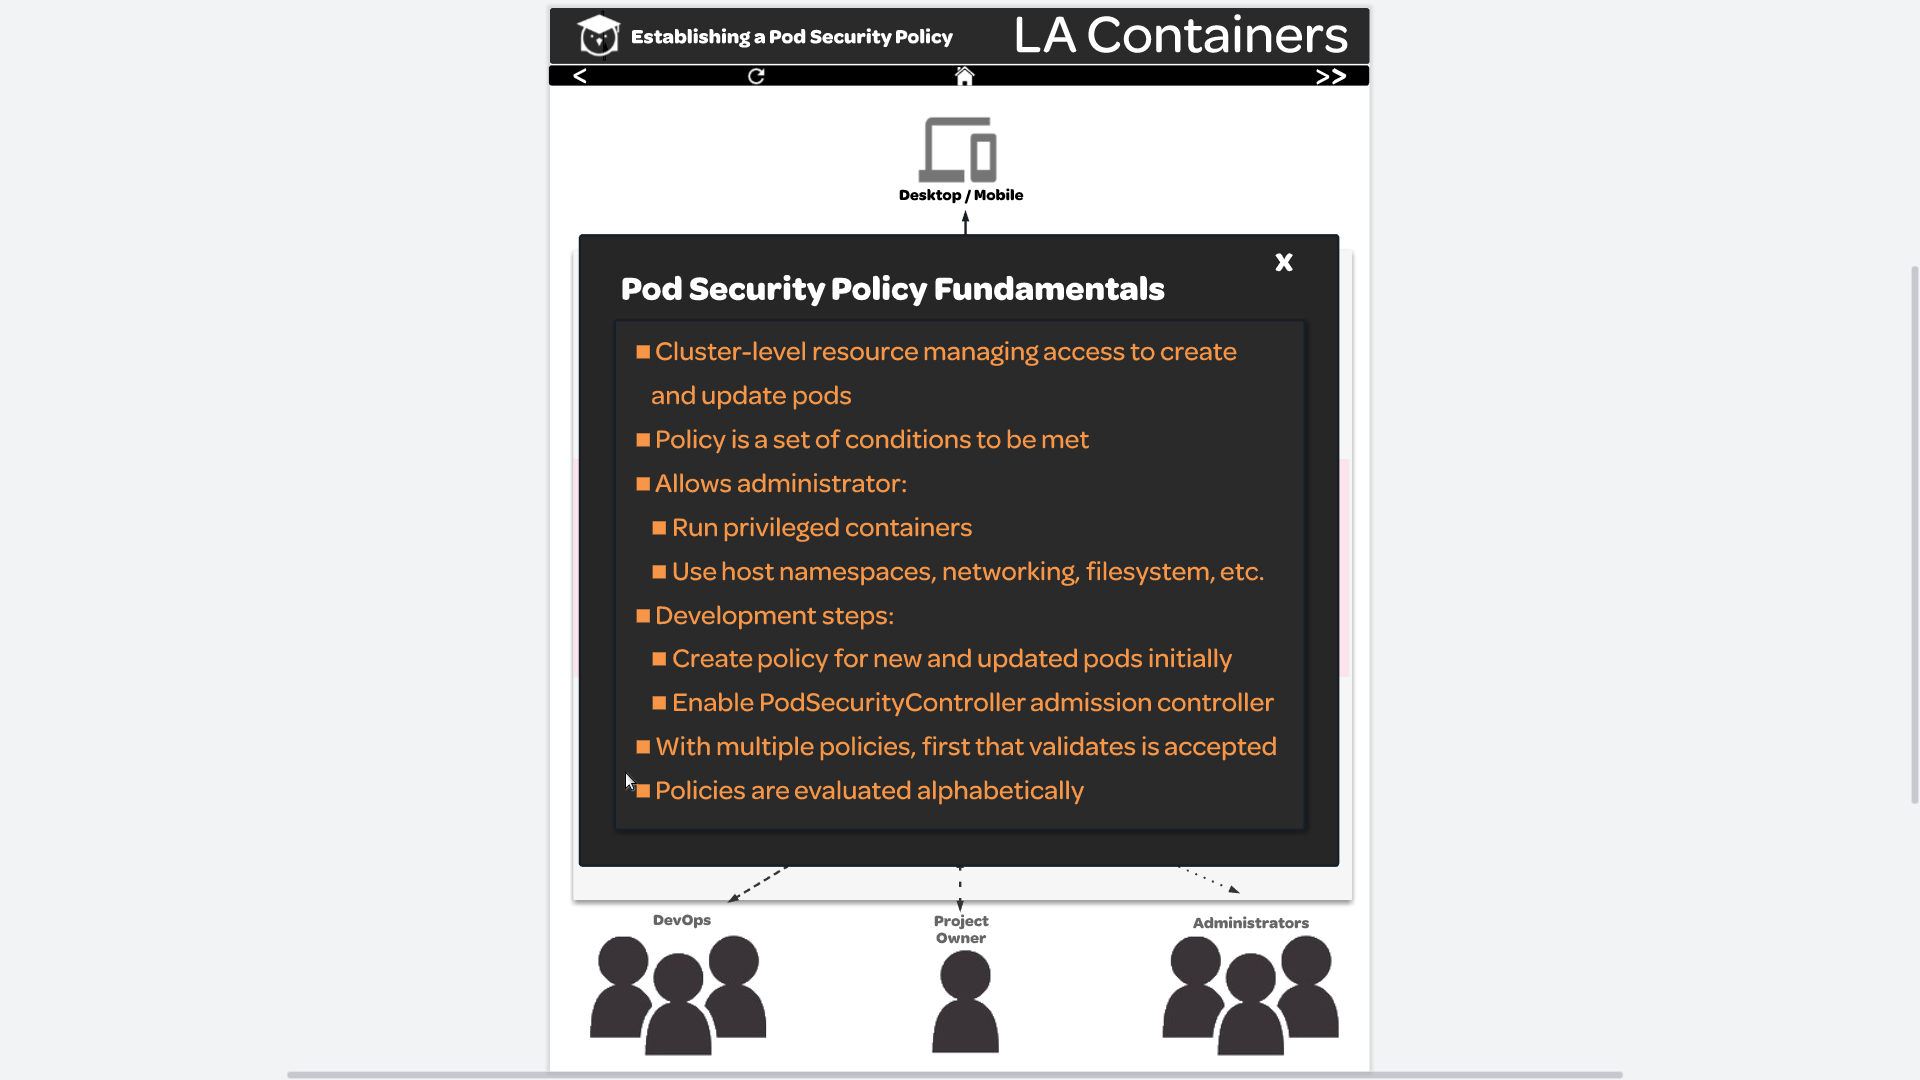 Establishing a Pod Security Policy
LA Containers
<
>>
Desktop / Mobile
X
Pod Security Policy Fundamentals
■ Cluster-level resource managing access to create
and update pods
■ Policy is a set of conditions to be met
■ Allows administrator:
■ Run privileged containers
■ Use host namespaces, networking, filesystem, etc.
■ Development steps:
■ Create policy for new and updated pods initially
■ Enable PodSecurityController admission controller
■ With multiple policies, first that validates is accepted
■ Policies are evaluated alphabetically
DevOps
Project
Owner
Administrators